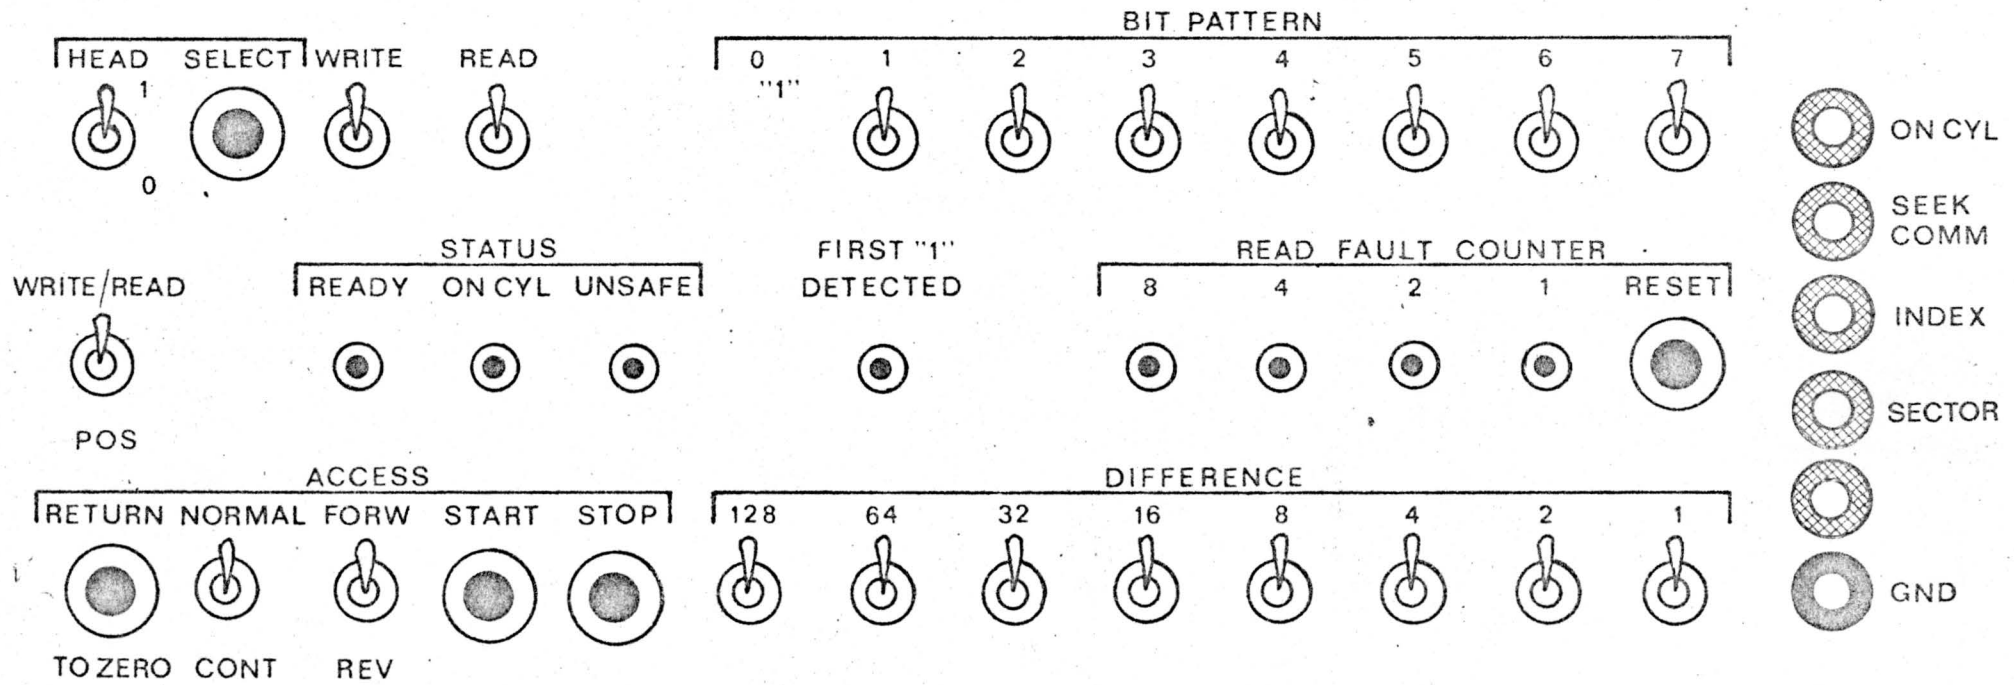 BIT PATTERN
HEAD SELECT WRITE READ
0 1 2 3 4 5 6 7
1
"1"
0
ON CYL
SEEK
COMM
STATUS
FIRST "1"
DETECTED
READ FAULT COUNTER
WRITE/READ
READY ON CYL UNSAFE
8 4 2 1 RESET
INDEX
POS
SECTOR
ACCESS
DIFFERENCE
RETURN NORMAL FORW START STOP
128 64 32 16 8 4 2 1
GND
TO ZERO CONT REV